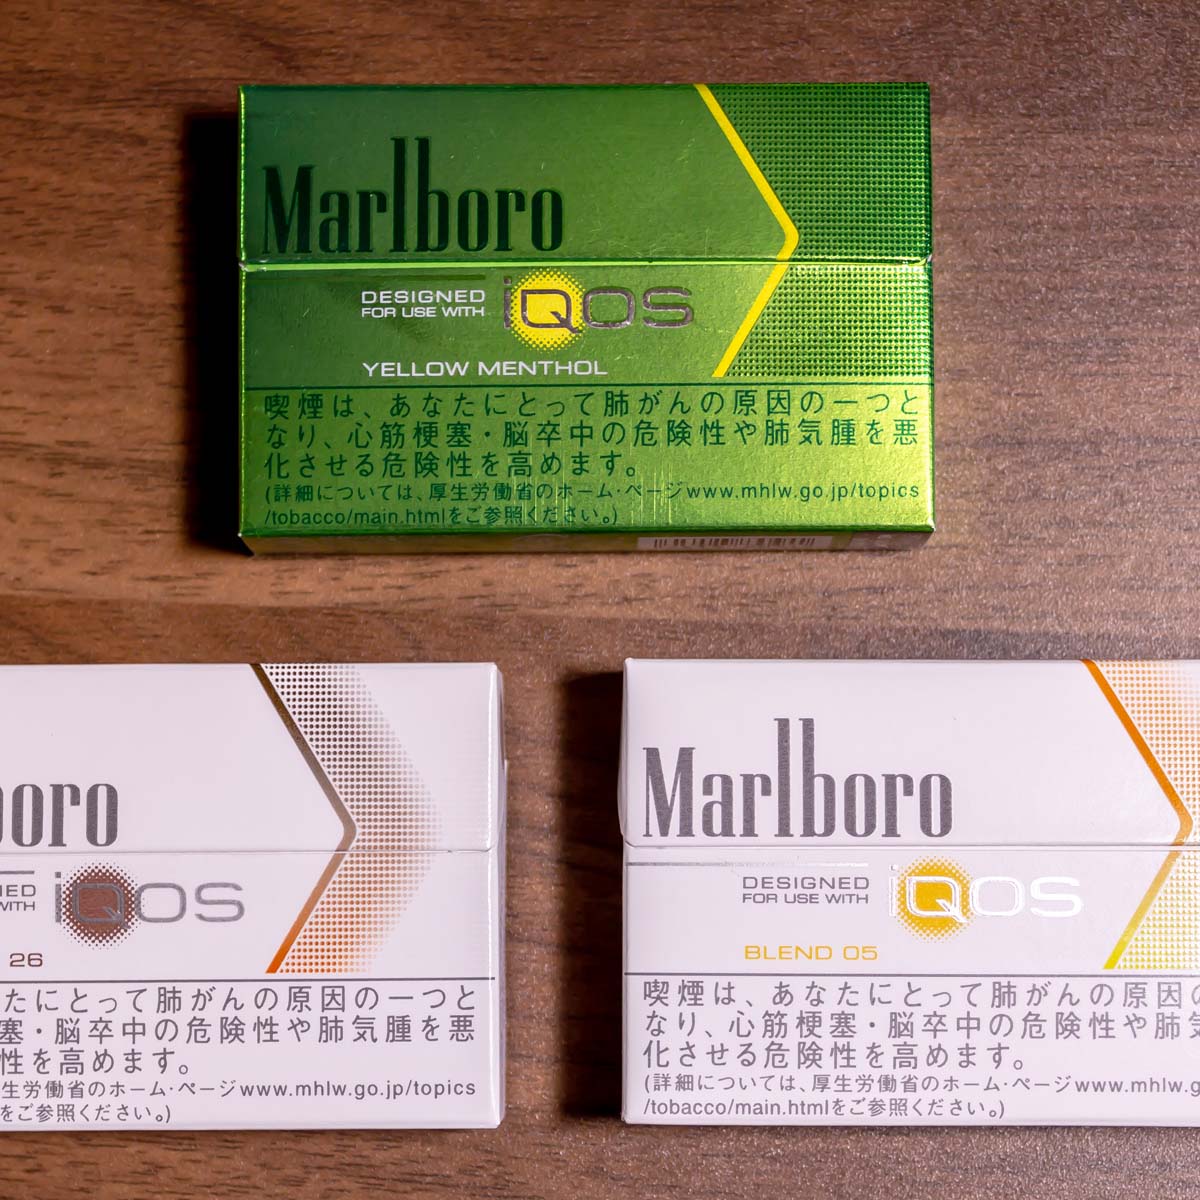 Marlboro
DESIGNED
FOR USE WITH
iQOS
YELLOW MENTHOL
喫煙は、あなたにとって肺がんの原因の一つと
なり、心筋梗塞・脳卒中の危険性や肺気腫を悪
化させる危険性を高めます。
(詳細については、厚生労働省のホーム・ページwww.mhlw.go.jp/topics
/tobacco/main.htmlをご参照ください。)
boro
NED
WITH
iQOS
26
たにとって肺がんの原因の一つと
塞・脳卒中の危険性や肺気腫を悪
性を高めます。
生労働省のホーム・ページwww.mhlw.go.jp/topics
をご参照ください。)
Marlboro
DESIGNED
FOR USE WITH
iQOS
BLEND 05
喫煙は、あなたにとって肺がんの原因
なり、心筋梗塞・脳卒中の危険性や肺気
化させる危険性を高めます。
(詳細については、厚生労働省のホーム・ページwww.mhlw.g
/tobacco/main.htmlをご参照ください。)